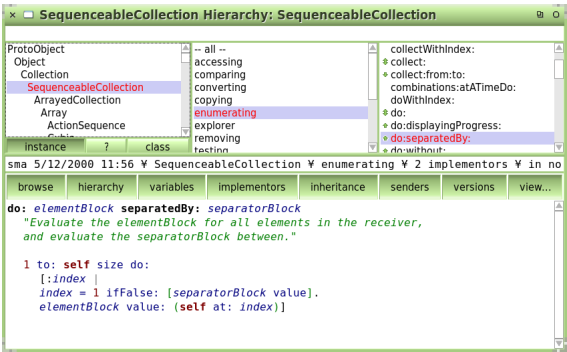 SequenceableCollection Hierarchy: SequenceableCollection
ProtoObject
Object
Collection
SequenceableCollection
ArrayedCollection
Array
ActionSequence
instance ? class
-- all --
accessing
comparing
converting
copying
enumerating
explorer
removing
testing
collectWithIndex:
collect:
collect:from:to:
combinations:atATimeDo:
doWithIndex:
do:
do:displayingProgress:
do:separatedBy:
do:without:
sma 5/12/2000 11:56 ¥ SequenceableCollection ¥ enumerating ¥ 2 implementors ¥ in no
browse hierarchy variables implementors inheritance senders versions view...
do: elementBlock separatedBy: separatorBlock
"Evaluate the elementBlock for all elements in the receiver,
and evaluate the separatorBlock between."
1 to: self size do:
[:index |
index = 1 ifFalse: [separatorBlock value].
elementBlock value: (self at: index)]